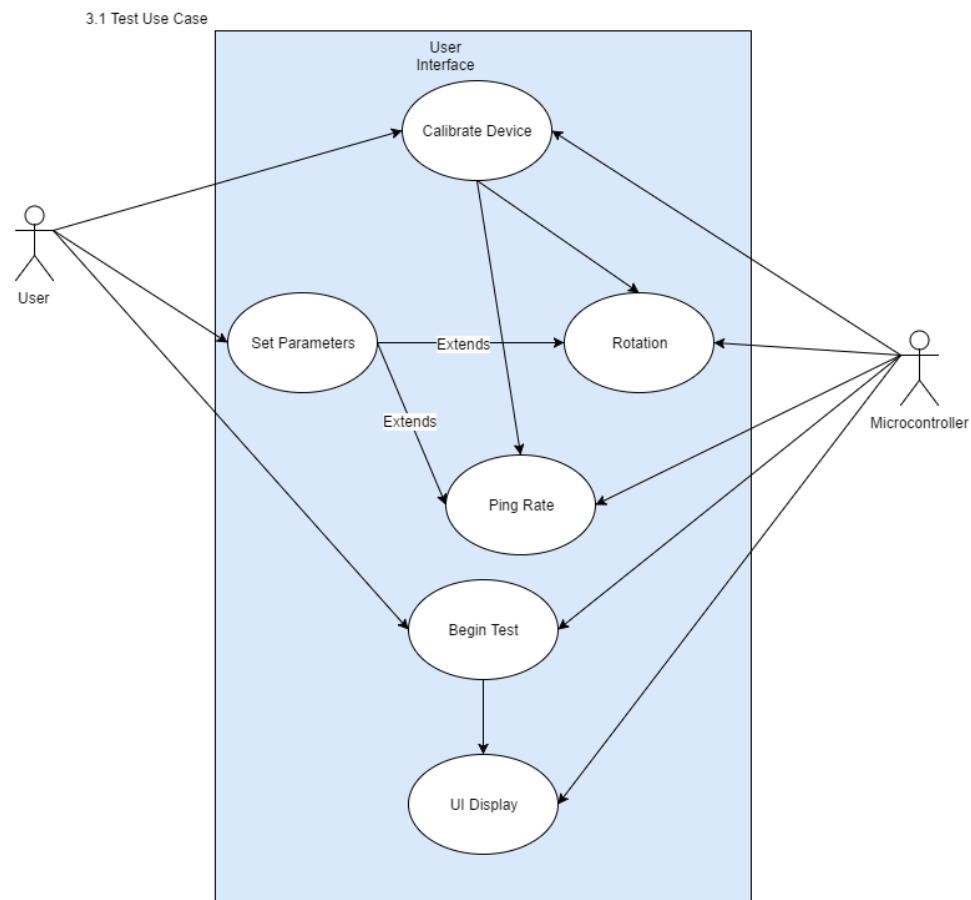 3.1 Test Use Case
User
Interface
Calibrate Device
User
Set Parameters
Extends
Rotation
Microcontroller
Extends
Ping Rate
Begin Test
UI Display